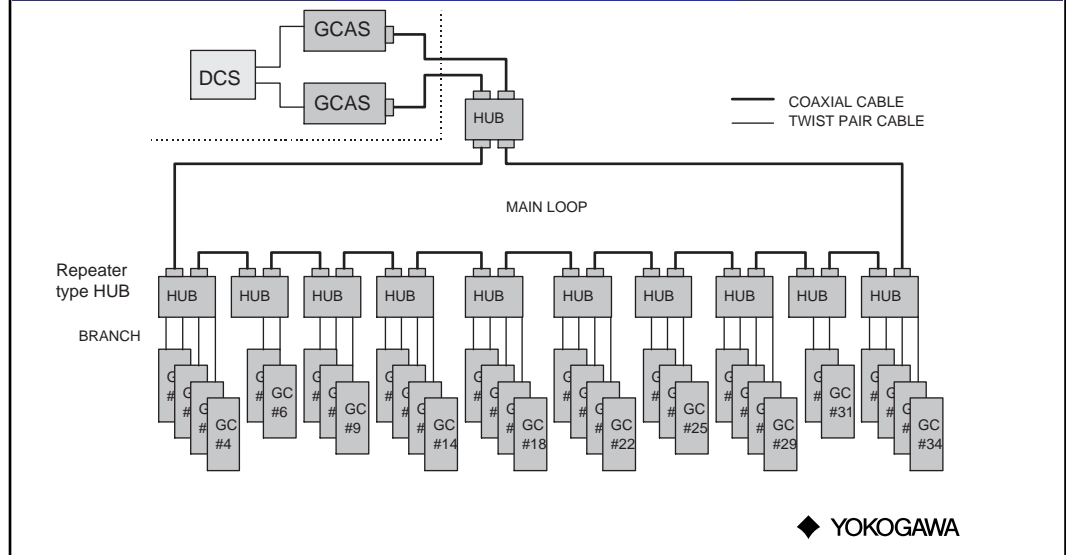 GCAS
DCS
GCAS
HUB
COAXIAL CABLE
TWIST PAIR CABLE
MAIN LOOP
Repeater
type HUB
HUB
HUB
HUB
HUB
HUB
HUB
HUB
HUB
HUB
HUB
BRANCH
GC
#4
GC
#6
GC
#9
GC
#14
GC
#18
GC
#22
GC
#25
GC
#29
GC
#31
GC
#34
YOKOGAWA